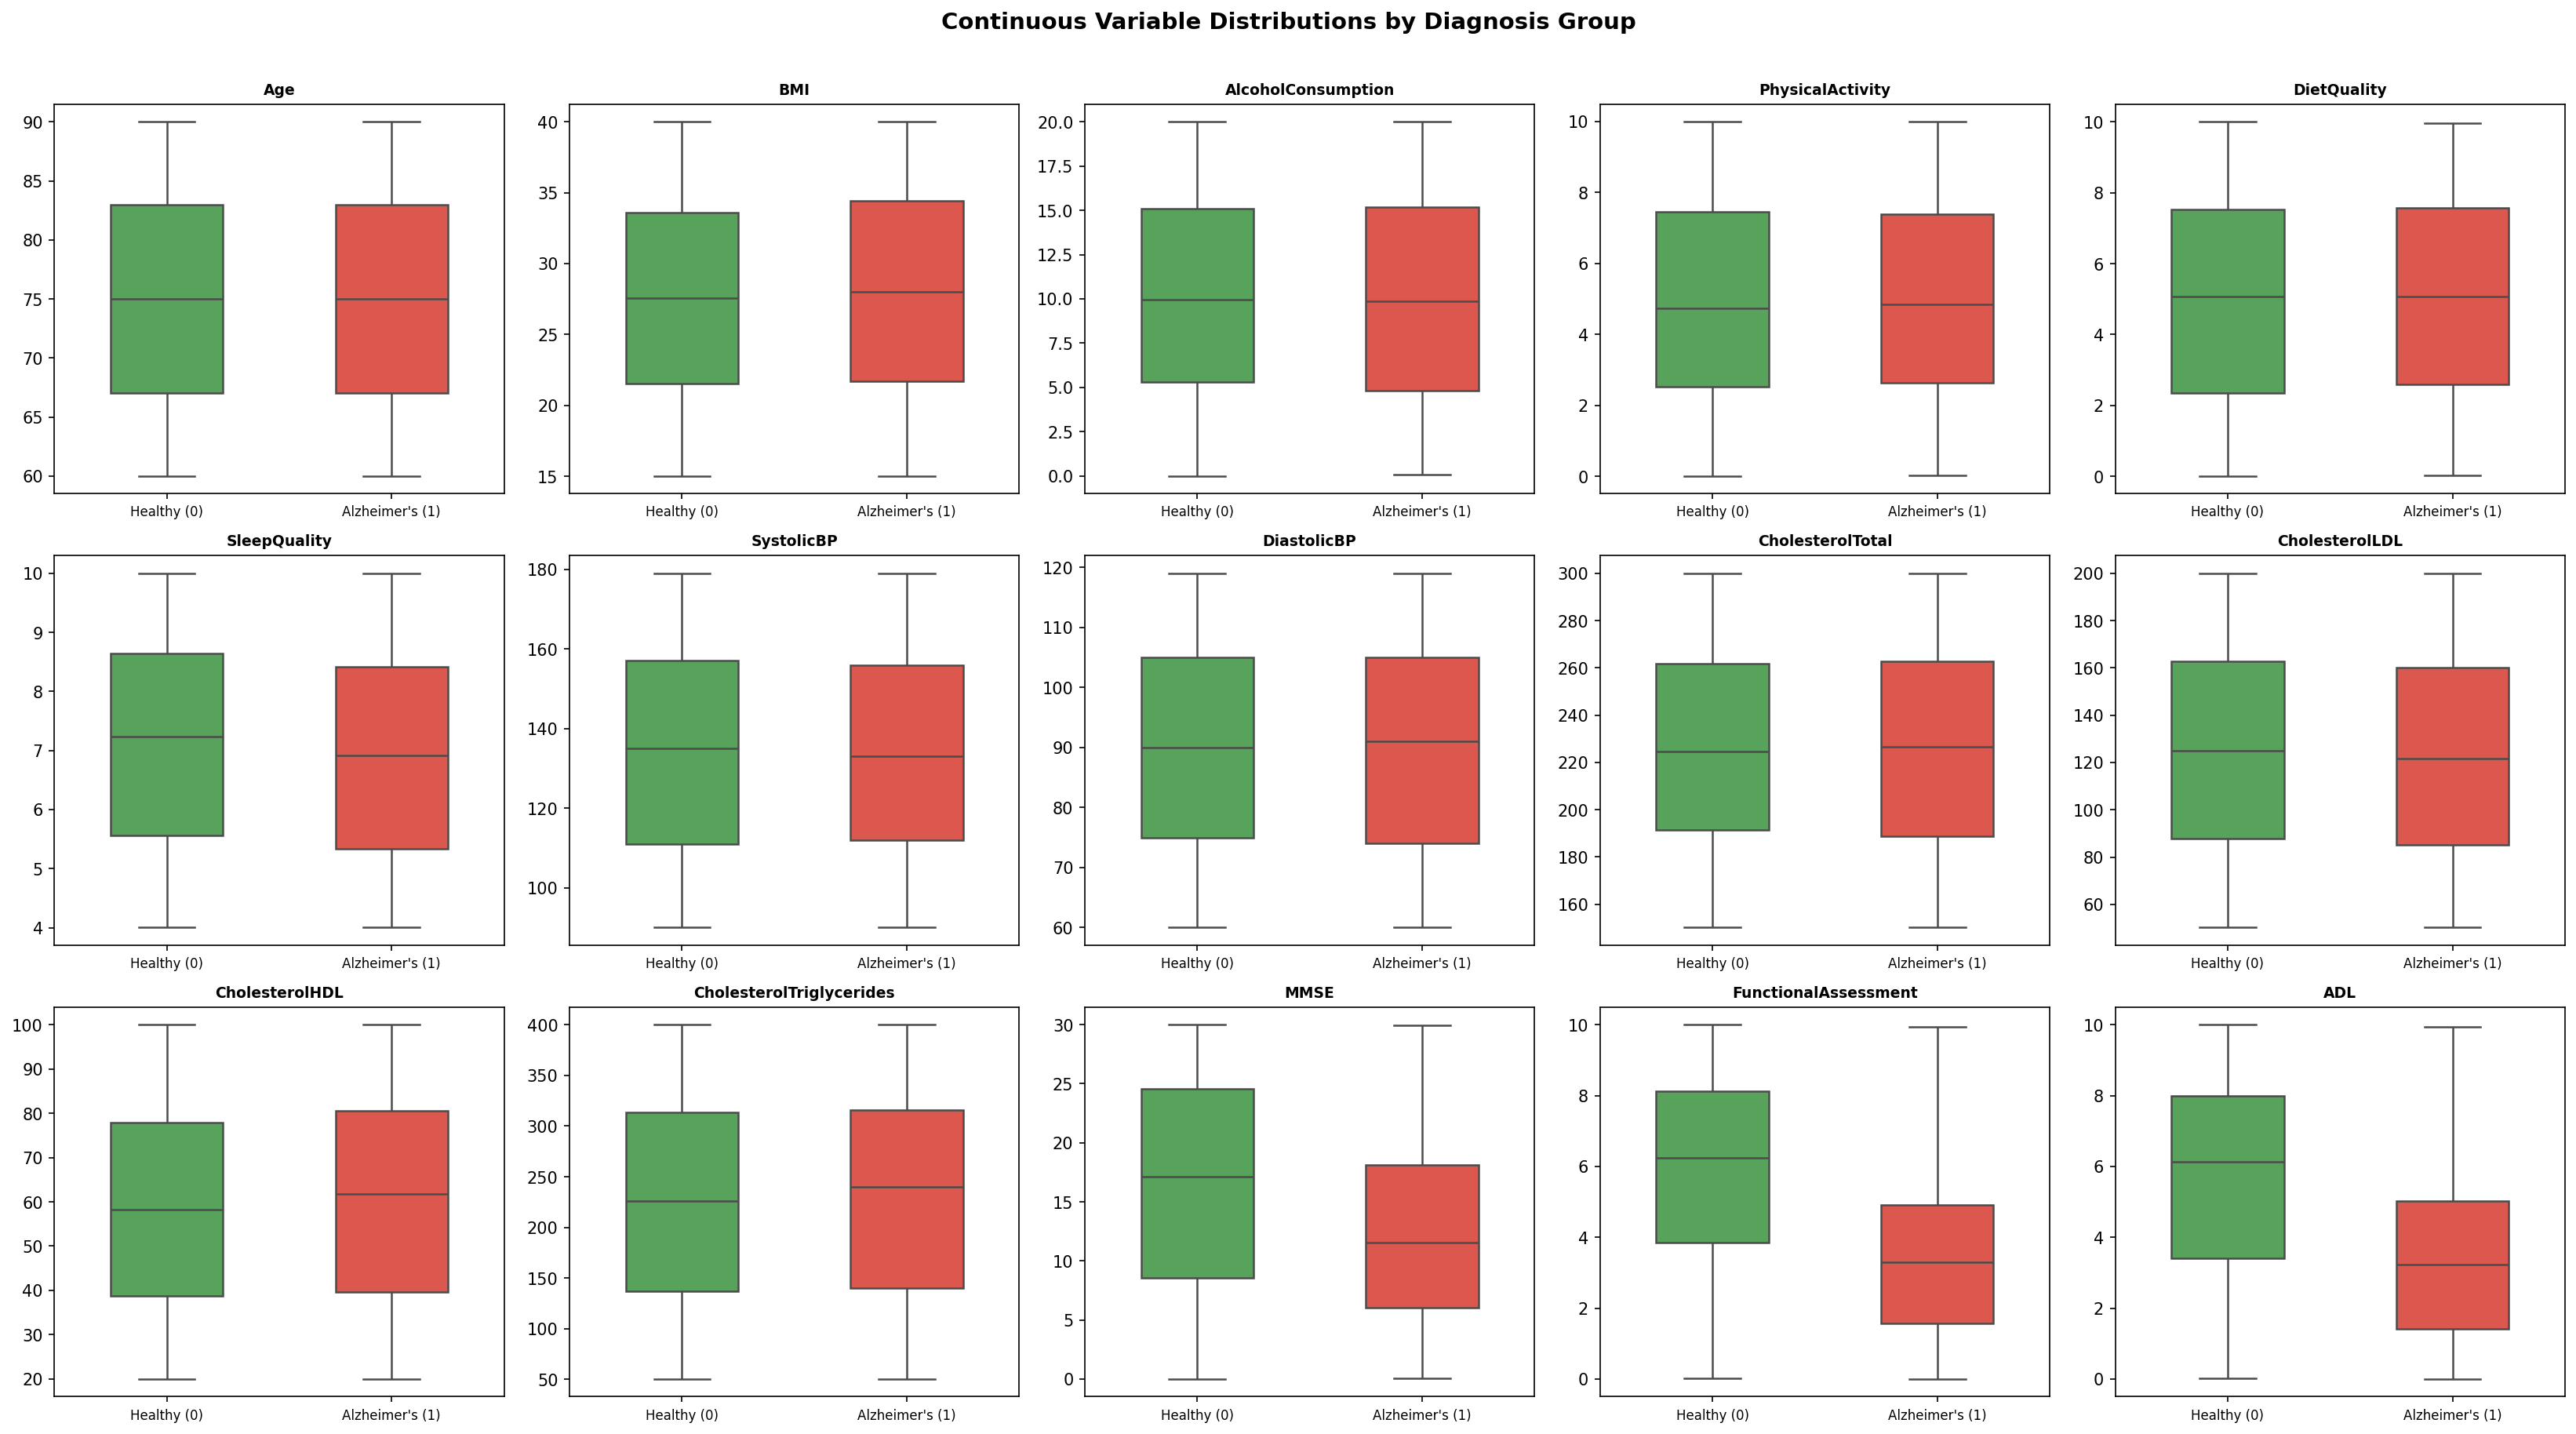 Continuous Variable Distributions by Diagnosis Group
Age
90
85
80
75
70
65
60
Healthy (0)
Alzheimer's (1)
BMI
40
35
30
25
20
15
Healthy (0)
Alzheimer's (1)
AlcoholConsumption
20.0
17.5
15.0
12.5
10.0
7.5
5.0
2.5
0.0
Healthy (0)
Alzheimer's (1)
PhysicalActivity
10
8
6
4
2
0
Healthy (0)
Alzheimer's (1)
DietQuality
10
8
6
4
2
0
Healthy (0)
Alzheimer's (1)
SleepQuality
10
9
8
7
6
5
4
Healthy (0)
Alzheimer's (1)
SystolicBP
180
160
140
120
100
Healthy (0)
Alzheimer's (1)
DiastolicBP
120
110
100
90
80
70
60
Healthy (0)
Alzheimer's (1)
CholesterolTotal
300
280
260
240
220
200
180
160
Healthy (0)
Alzheimer's (1)
CholesterolLDL
200
180
160
140
120
100
80
60
Healthy (0)
Alzheimer's (1)
CholesterolHDL
100
90
80
70
60
50
40
30
20
Healthy (0)
Alzheimer's (1)
CholesterolTriglycerides
400
350
300
250
200
150
100
50
Healthy (0)
Alzheimer's (1)
MMSE
30
25
20
15
10
5
0
Healthy (0)
Alzheimer's (1)
FunctionalAssessment
10
8
6
4
2
0
Healthy (0)
Alzheimer's (1)
ADL
10
8
6
4
2
0
Healthy (0)
Alzheimer's (1)